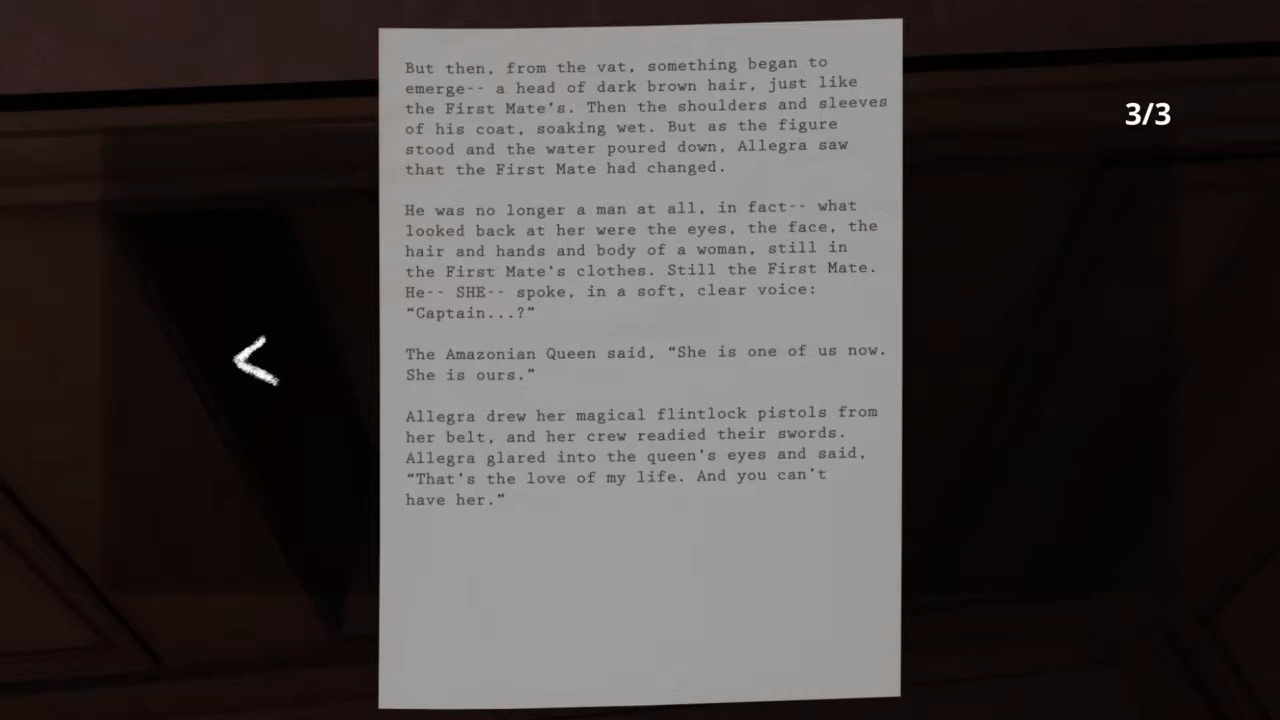 But then, from the vat, something began to
emerge-- a head of dark brown hair, just like
the First Mate's. Then the shoulders and sleeves
of his coat, soaking wet. But as the figure
stood and the water poured down, Allegra saw
that the First Mate had changed.
He was no longer a man at all, in fact-- what
looked back at her were the eyes, the face, the
hair and hands and body of a woman, still in
the First Mate's clothes. Still the First Mate.
He-- SHE-- spoke, in a soft, clear voice:
“Captain...?”
The Amazonian Queen said, “She is one of us now.
She is ours.”
Allegra drew her magical flintlock pistols from
her belt, and her crew readied their swords.
Allegra glared into the queen's eyes and said,
“That's the love of my life. And you can't
have her.”
3/3